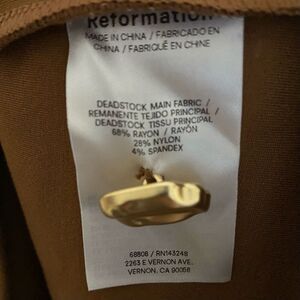 Reformation
MADE IN CHINA / FABRICADO EN
CHINA / FABRIQUÉ EN CHINE
DEADSTOCK MAIN FABRIC /
REMANENTE TEJIDO PRINCIPAL /
DEADSTOCK TISSU PRINCIPAL
68% RAYON / RAYÓN
28% NYLON
4% SPANDEX
68806 / RN143248
2263 E VERNON AVE,
VERNON, CA 90058